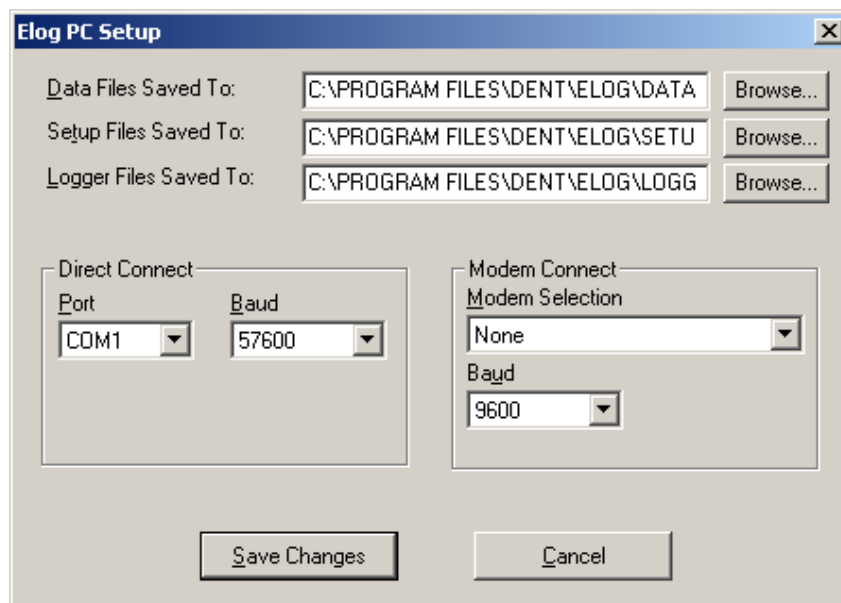 Elog PC Setup
Data Files Saved To: C:\PROGRAM FILES\DENT\ELOG\DATA Browse...
Setup Files Saved To: C:\PROGRAM FILES\DENT\ELOG\SETU Browse...
Logger Files Saved To: C:\PROGRAM FILES\DENT\ELOG\LOGG Browse...
Direct Connect
Port Baud
COM1 57600
Modem Connect
Modem Selection
None
Baud
9600
Save Changes Cancel